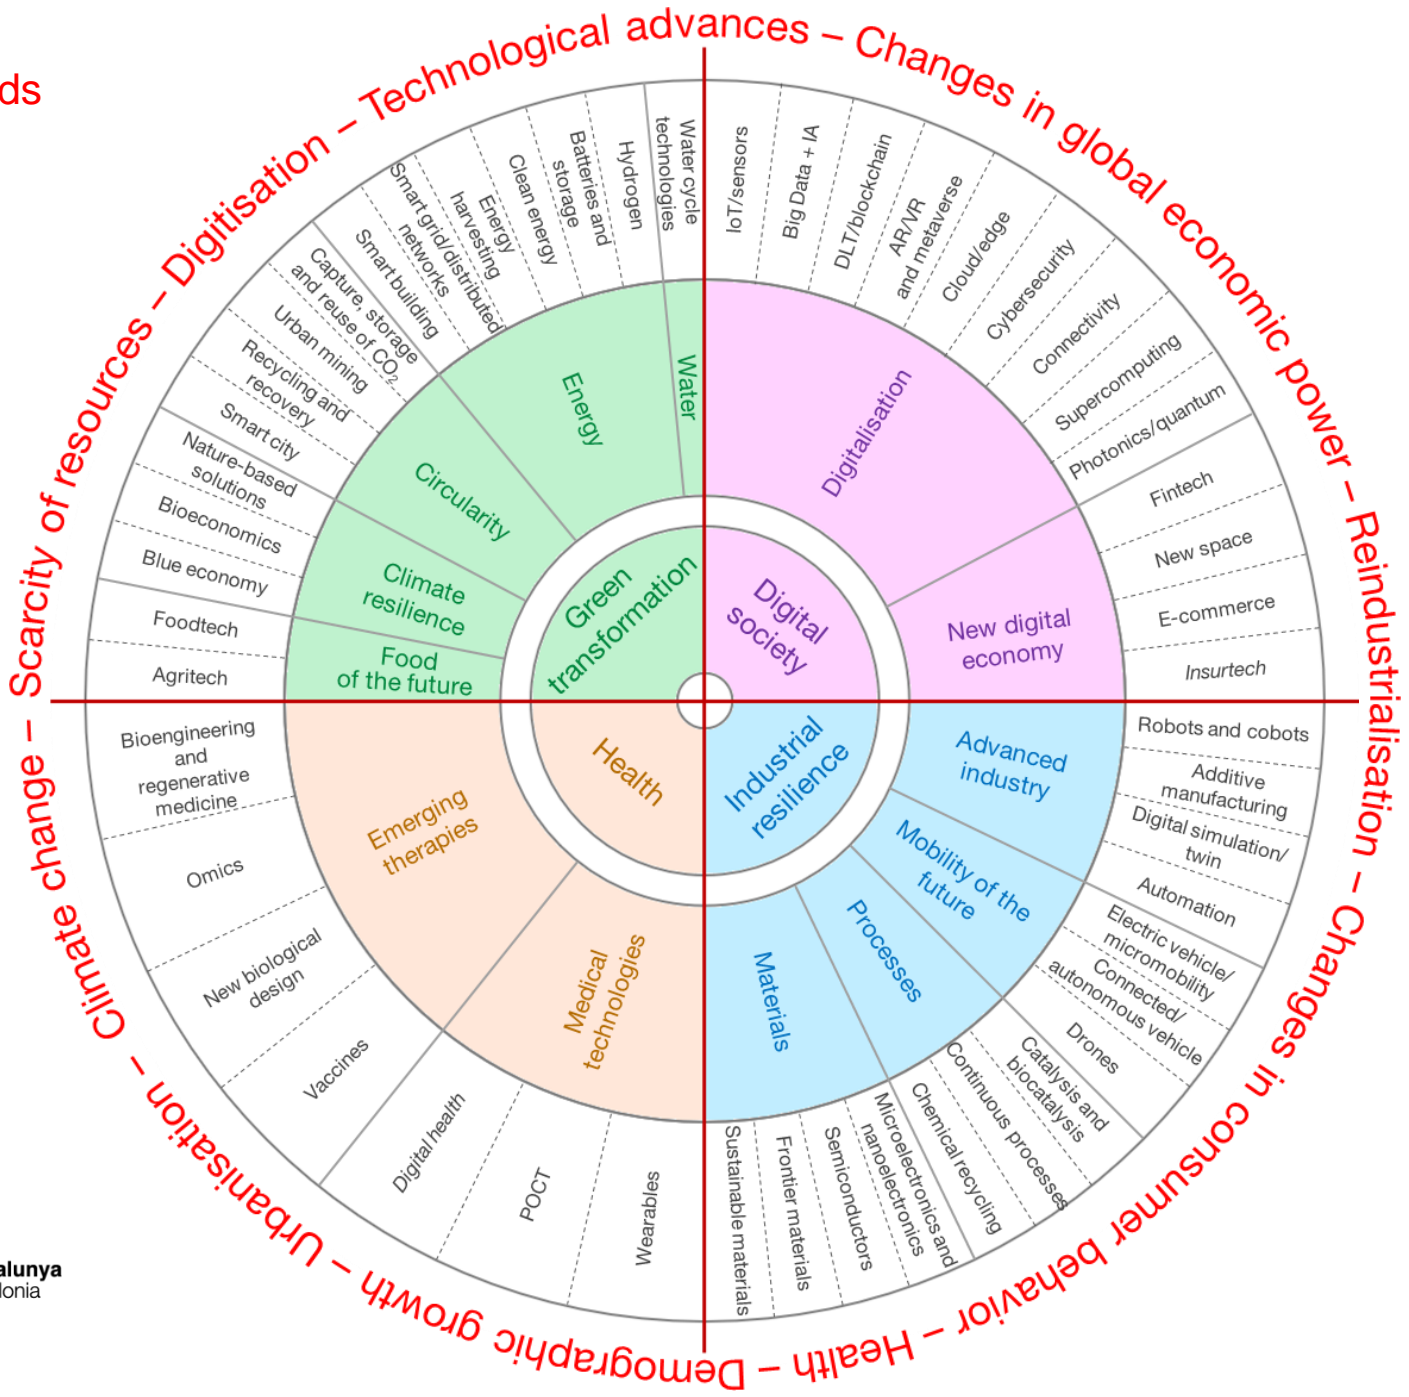 ds
Technological advances – Changes in global economic power – Reindustrialisation – Changes in consumer behavior – Health – Demographic growth – Urbanisation – Climate change – Scarcity of resources – Digitisation –
Green
transformation
Digital
society
Industrial
resilience
Health
Water
Energy
Circularity
Climate
resilience
Food
of the future
Digitalisation
New digital
economy
Advanced
industry
Mobility of the
future
Processes
Materials
Medical
technologies
Emerging
therapies
IoT/sensors
Big Data + IA
DLT/blockchain
AR/VR
and metaverse
Cloud/edge
Cybersecurity
Connectivity
Supercomputing
Photonics/quantum
Fintech
New space
E-commerce
Insurtech
Robots and cobots
Additive
manufacturing
Digital simulation/
twin
Automation
Electric vehicle/
micromobility
Connected/
autonomous vehicle
Drones
Catalysis and
biocatalysis
Continuous processes
Chemical recycling
Microelectronics and
nanoelectronics
Semiconductors
Frontier materials
Sustainable materials
Wearables
POCT
Digital health
Vaccines
New biological
design
Omics
Bioengineering
and
regenerative
medicine
Agritech
Foodtech
Blue economy
Bioeconomics
Nature-based
solutions
Smart city
Recycling and
recovery
Urban mining
Capture, storage
and reuse of CO₂
Smart building
Smart grid/distributed
networks
Energy
harvesting
Clean energy
Batteries and
storage
Hydrogen
Water cycle
technologies
alunya
lonia